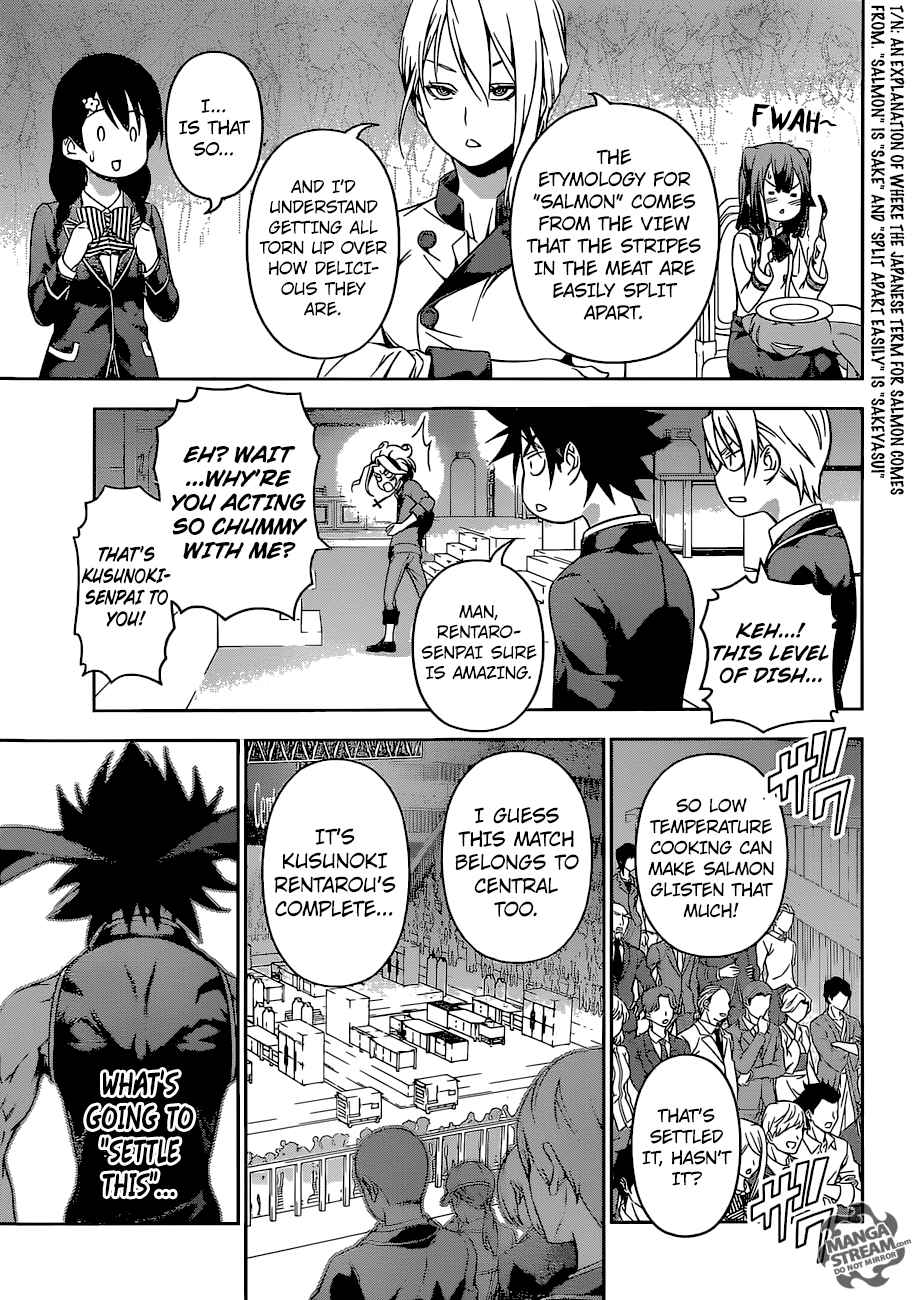 T/N: AN EXPLANATION OF WHERE THE JAPANESE TERM FOR SALMON COMES
FROM. "SALMON" IS "SAKE" AND "SPLIT APART EASILY" IS "SAKEYASUI"
FWAH~
THE
ETYMOLOGY FOR
"SALMON" COMES
FROM THE VIEW
THAT THE STRIPES
IN THE MEAT ARE
EASILY SPLIT
APART.
AND I'D
UNDERSTAND
GETTING ALL
TORN UP OVER
HOW DELICI-
OUS THEY
ARE.
I...
IS THAT
SO...
KEH...!
THIS LEVEL
OF DISH...
MAN,
RENTARO-
SENPAI SURE
IS AMAZING.
EH? WAIT
...WHY'RE
YOU ACTING
SO CHUMMY
WITH ME?
THAT'S
KUSUNOKI-
SENPAI TO
YOU!
ザワ
SO LOW
TEMPERATURE
COOKING CAN
MAKE SALMON
GLISTEN THAT
MUCH!
THAT'S
SETTLED
IT, HASN'T
IT?
ザワ
I GUESS
THIS MATCH
BELONGS TO
CENTRAL
TOO.
IT'S
KUSUNOKI
RENTAROU'S
COMPLETE...
WHAT'S
GOING TO
"SETTLE
THIS"...
MANGA
STREAM.com
DO NOT MIRROR